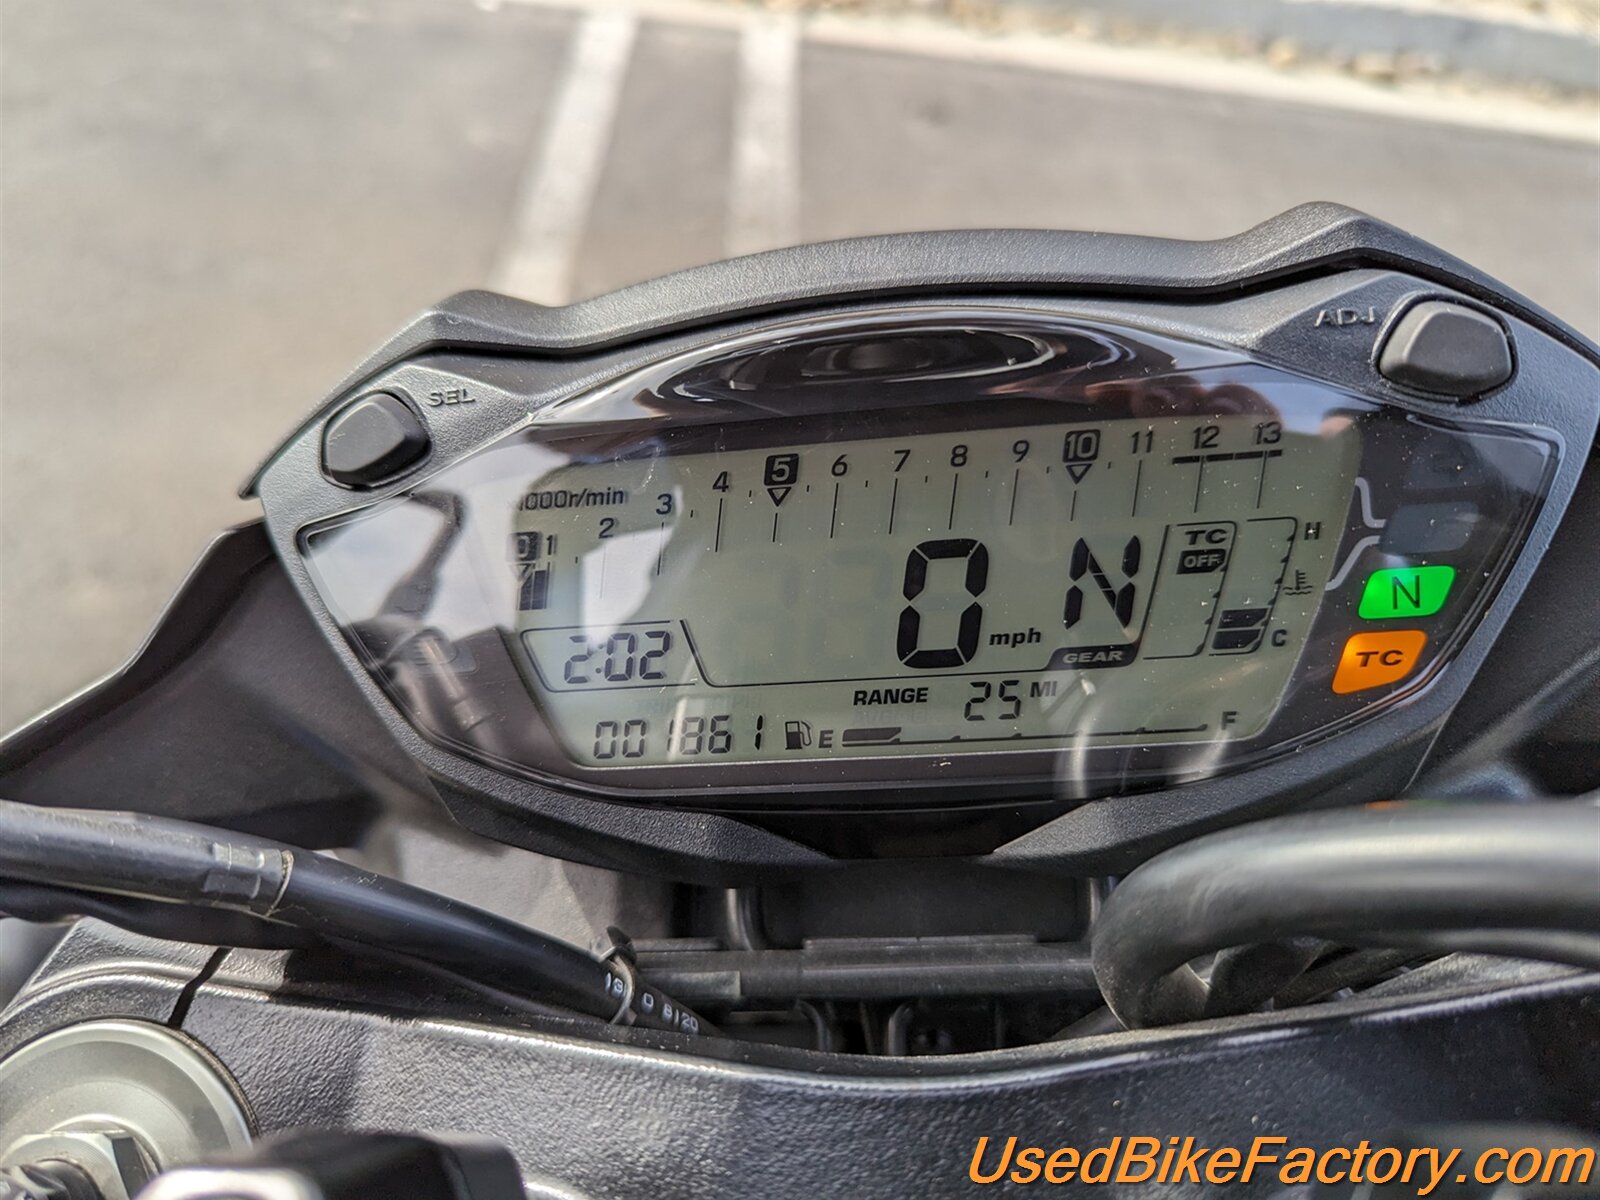 ADJ
SEL
4 5 6 7 8 9 10 11 12 13
1000r/min 3
0 1 2
TC
OFF
H
0 mph N
GEAR
C
N
TC
2:02
RANGE 25 MI
001861 E F
UsedBikeFactory.com